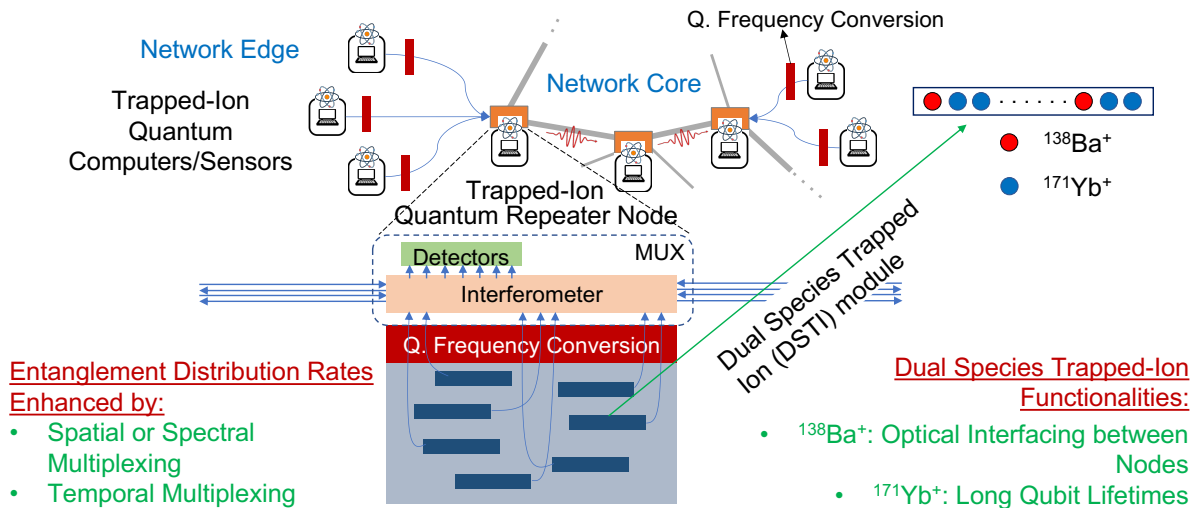 Q. Frequency Conversion
Network Edge
Network Core
Trapped-Ion
Quantum
Computers/Sensors
138Ba+
171Yb+
Trapped-Ion
Quantum Repeater Node
MUX
Detectors
Interferometer
Q. Frequency Conversion
Dual Species Trapped
Ion (DSTI) module
Entanglement Distribution Rates
Enhanced by:
• Spatial or Spectral
Multiplexing
• Temporal Multiplexing
Dual Species Trapped-Ion
Functionalities:
• 138Ba+: Optical Interfacing between
Nodes
• 171Yb+: Long Qubit Lifetimes